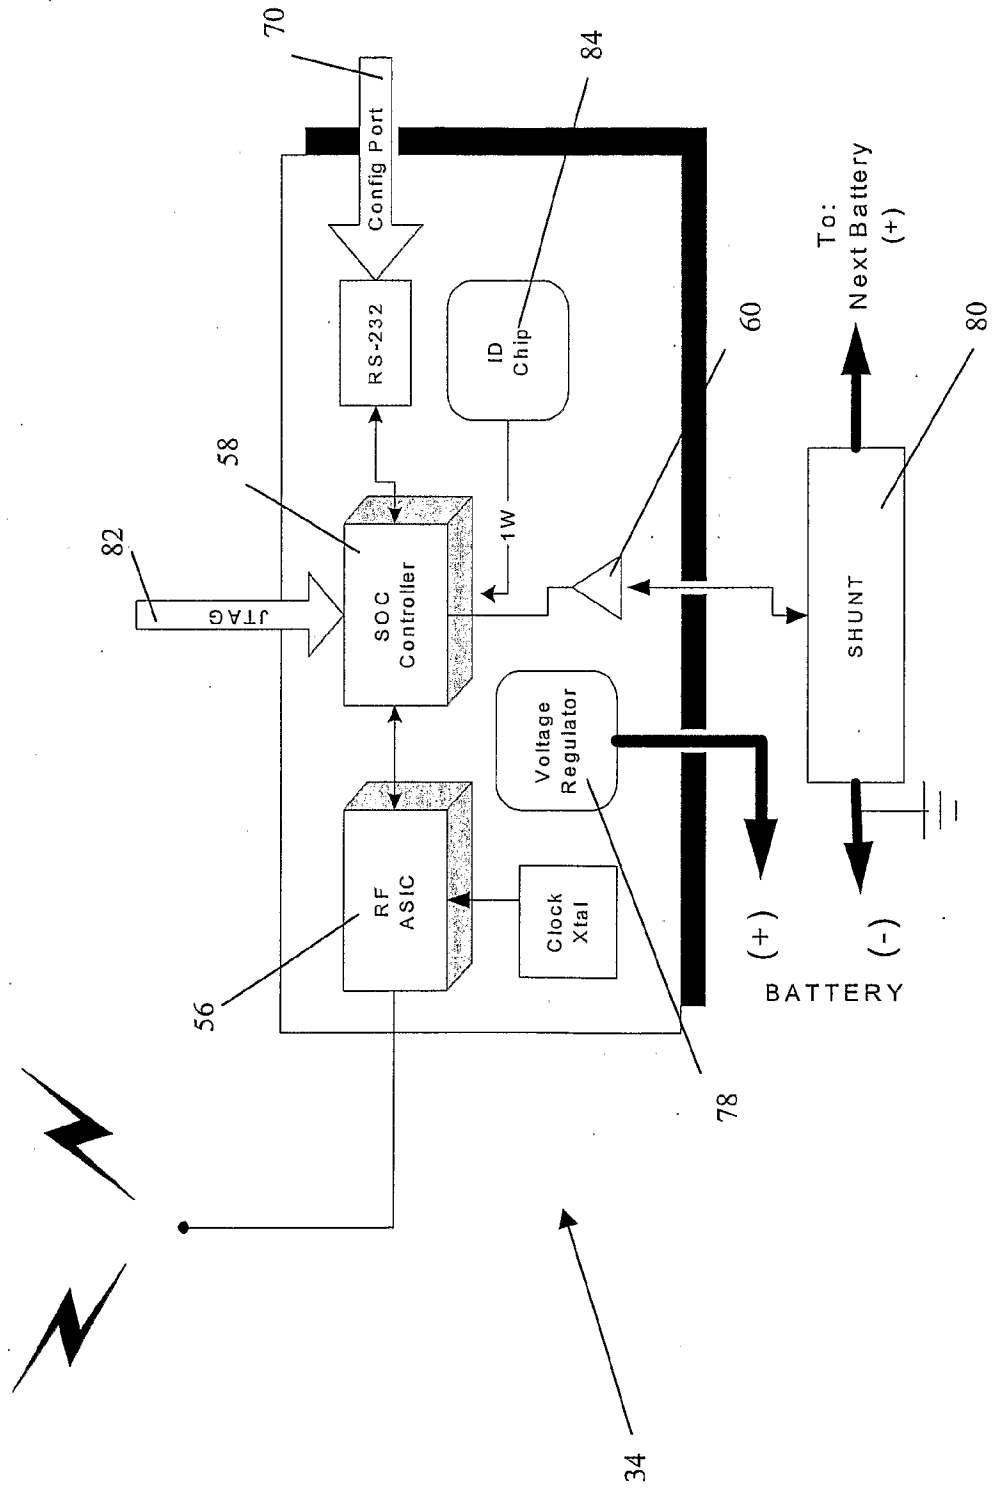 70
84
Config Port
To:
Next Battery
(+)
RS-232
ID
Chip
60
80
58
82
JTAG
1W
SOC
Controller
SHUNT
Voltage
Regulator
RF
ASIC
Clock
Xtal
(+)
(-)
BATTERY
56
78
34